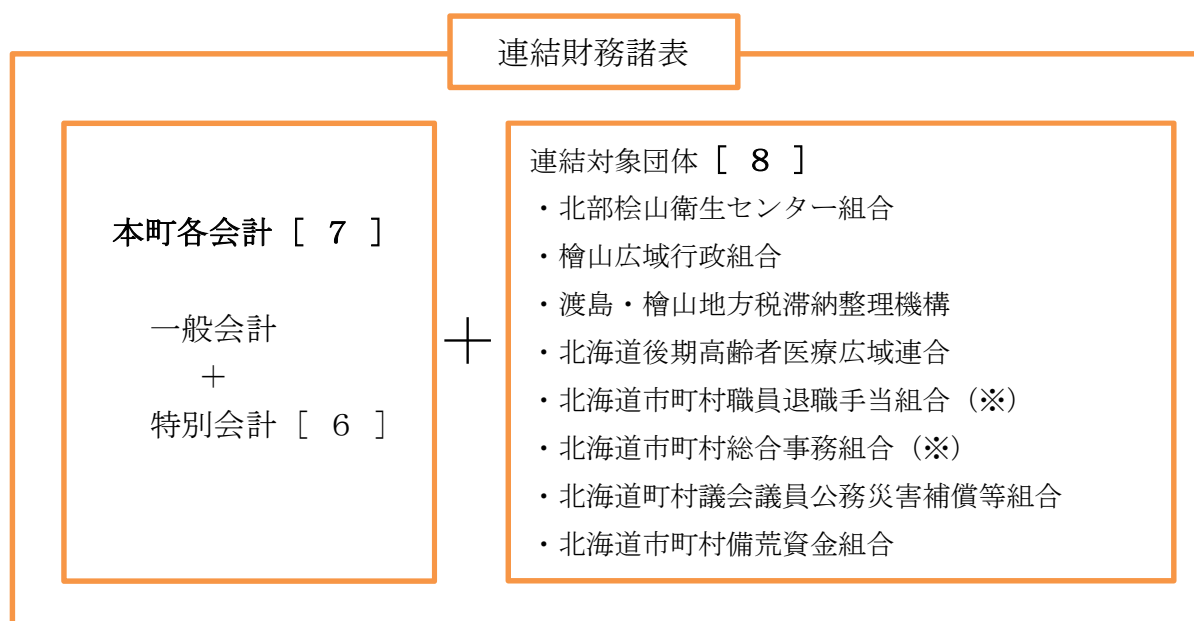 連結財務諸表
本町各会計［ ７ ］
一般会計
＋
特別会計［ ６ ］
＋
連結対象団体［ ８ ］
・北部桧山衛生センター組合
・檜山広域行政組合
・渡島・檜山地方税滞納整理機構
・北海道後期高齢者医療広域連合
・北海道市町村職員退職手当組合（※）
・北海道市町村総合事務組合（※）
・北海道町村議会議員公務災害補償等組合
・北海道市町村備荒資金組合